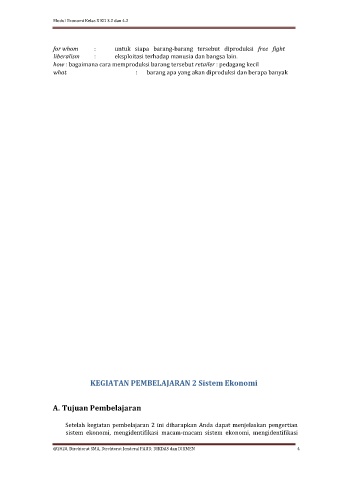 Modul Ekonomi Kelas X KD 3.2 dan 4.2
for whom : untuk siapa barang-barang tersebut diproduksi free fight
liberalism : eksploitasi terhadap manusia dan bangsa lain.
how : bagaimana cara memproduksi barang tersebut retailer : pedagang kecil
what : barang apa yang akan diproduksi dan berapa banyak
KEGIATAN PEMBELAJARAN 2 Sistem Ekonomi
A. Tujuan Pembelajaran
Setelah kegiatan pembelajaran 2 ini diharapkan Anda dapat menjelaskan pengertian
sistem ekonomi, mengidentifikasi macam-macam sistem ekonomi, mengidentifikasi
@2020, Direktorat SMA, Direktorat Jenderal PAUD, DIKDAS dan DIKMEN 4